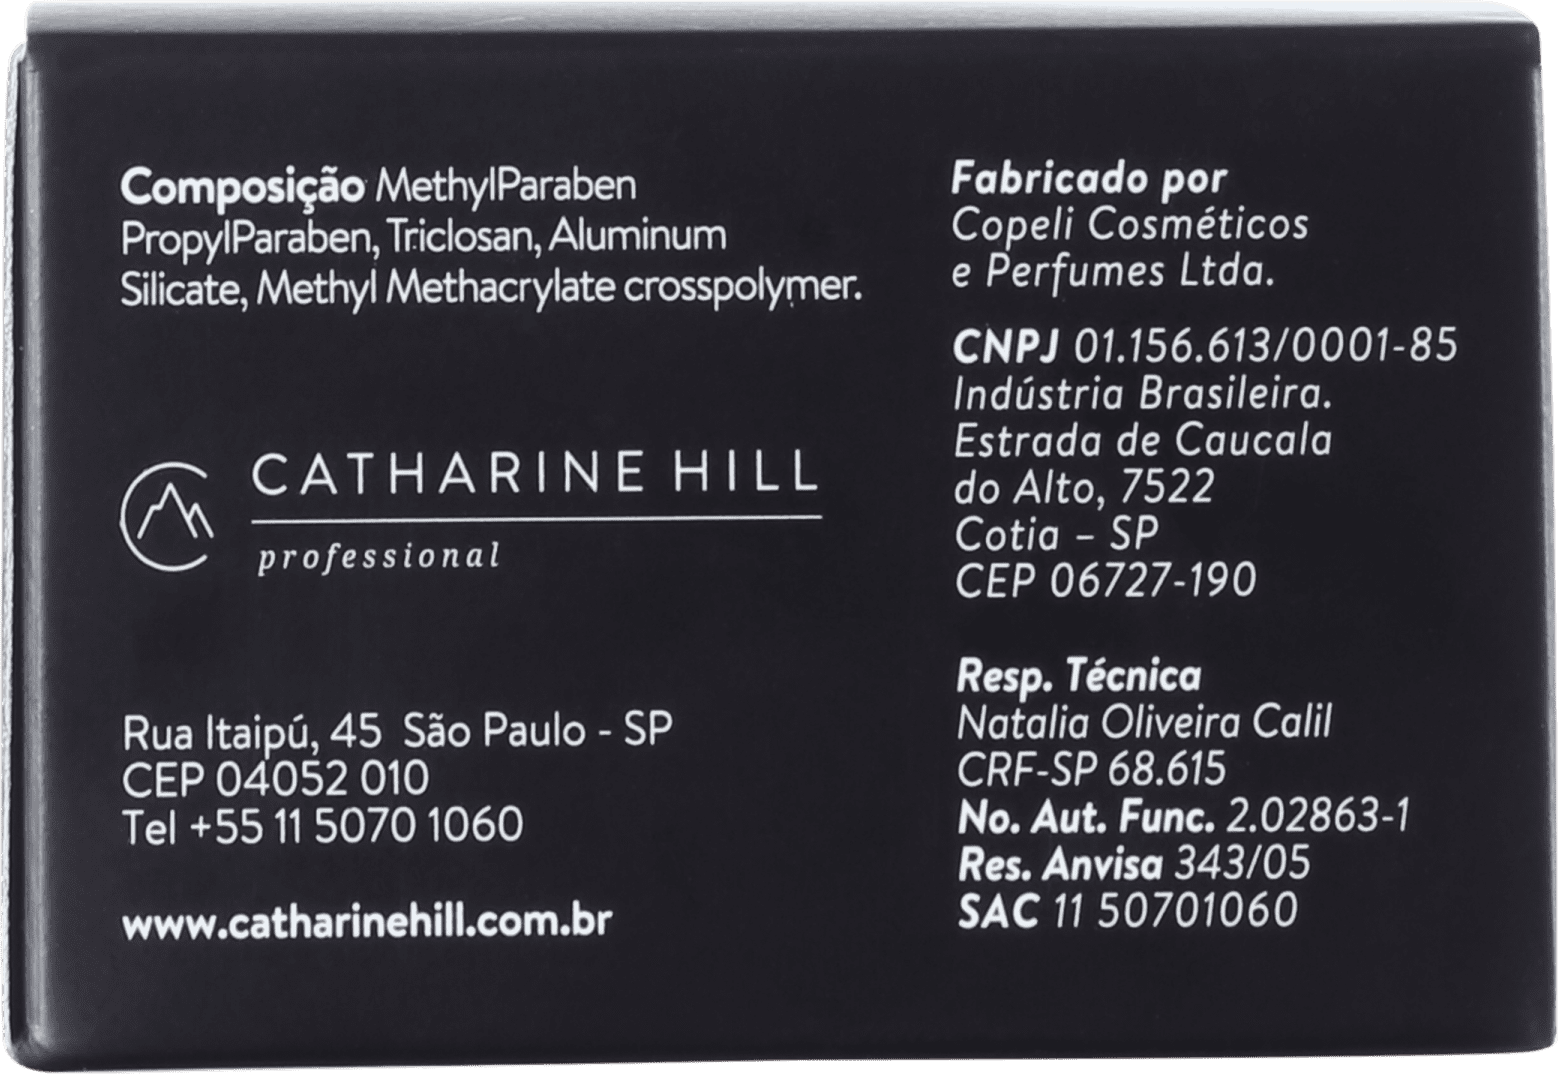 Composição MethylParaben
PropylParaben, Triclosan, Aluminum
Silicate, Methyl Methacrylate crosspolymer.
CATHARINE HILL
professional
Rua Itaipú, 45 São Paulo - SP
CEP 04052 010
Tel +55 11 5070 1060
www.catharinehill.com.br
Fabricado por
Copeli Cosméticos
e Perfumes Ltda.
CNPJ 01.156.613/0001-85
Indústria Brasileira.
Estrada de Caucala
do Alto, 7522
Cotia – SP
CEP 06727-190
Resp. Técnica
Natalia Oliveira Calil
CRF-SP 68.615
No. Aut. Func. 2.02863-1
Res. Anvisa 343/05
SAC 11 50701060